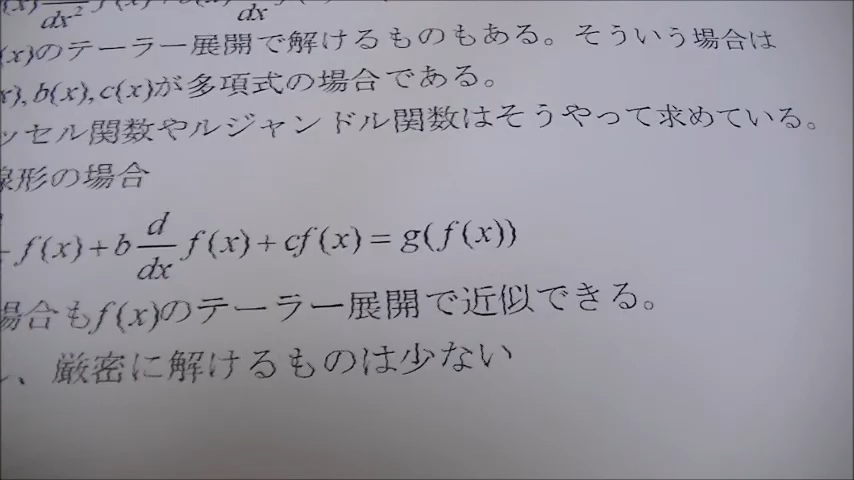 (x)のテーラー展開で解けるものもある。そういう場合は
x), b(x), c(x)が多項式の場合である。
ッセル関数やルジャンドル関数はそうやって求めている。
線形の場合
f(x) + b d/dx f(x) + cf(x) = g(f(x))
場合もf(x)のテーラー展開で近似できる。
、厳密に解けるものは少ない